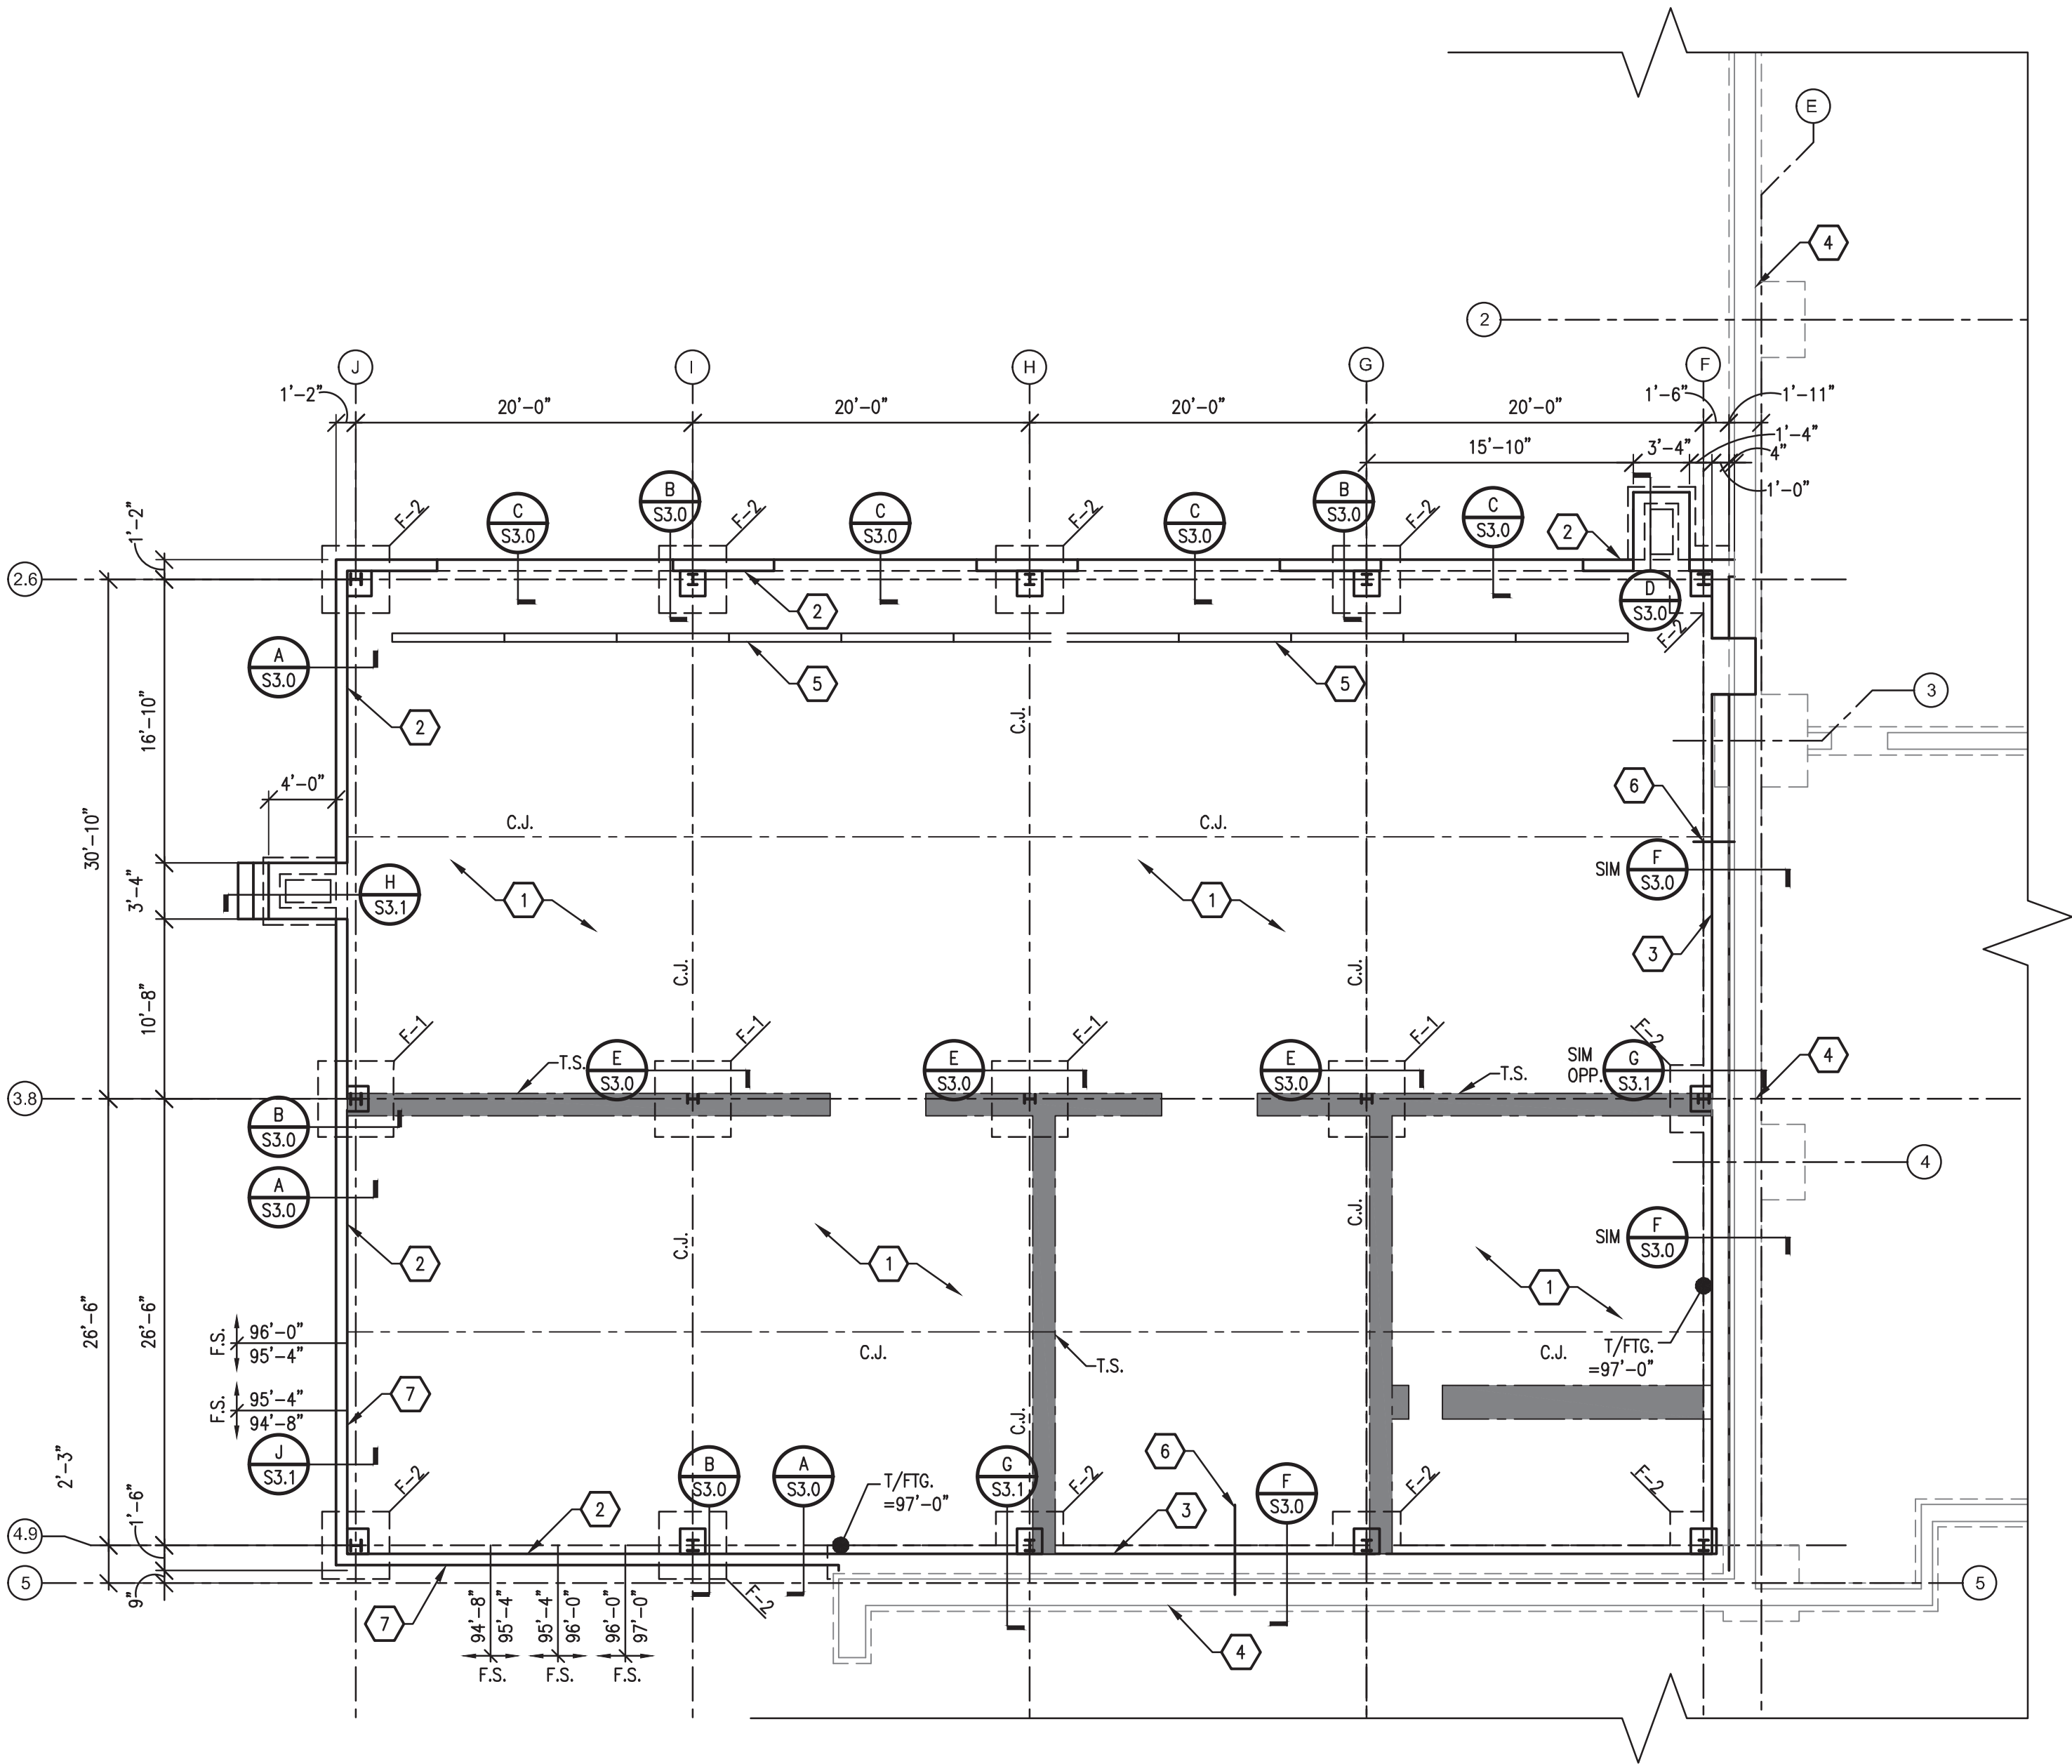 E
4
2
J
I
H
G
F
1'-2"
20'-0"
20'-0"
20'-0"
20'-0"
1'-6"
1'-11"
15'-10"
3'-4"
1'-4"
4"
1'-0"
1'-2"
F-2
B
S3.0
F-2
F-2
B
S3.0
F-2
C
S3.0
C
S3.0
C
S3.0
C
S3.0
2
2.6
2
D
S3.0
F-2
A
S3.0
5
5
3
2
C.J.
16'-10"
4'-0"
6
C.J.
C.J.
30'-10"
3'-4"
H
S3.1
1
1
SIM
F
S3.0
3
C.J.
C.J.
10'-8"
F-1
F-1
F-1
F-1
F-2
T.S.
E
S3.0
E
S3.0
E
S3.0
T.S.
SIM
OPP.
G
S3.1
4
3.8
B
S3.0
A
S3.0
4
C.J.
C.J.
SIM
F
S3.0
2
1
1
26'-6"
26'-6"
F.S.
96'-0"
95'-4"
C.J.
T.S.
C.J.
T/FTG.
=97'-0"
F.S.
95'-4"
94'-8"
7
C.J.
2'-3"
J
S3.1
F-2
B
S3.0
A
S3.0
T/FTG.
=97'-0"
G
S3.1
F-2
6
F
S3.0
F-2
F-2
1'-6"
2
3
4.9
5
9"
7
94'-8"
95'-4"
95'-4"
96'-0"
96'-0"
97'-0"
F-2
F.S.
F.S.
F.S.
4
5